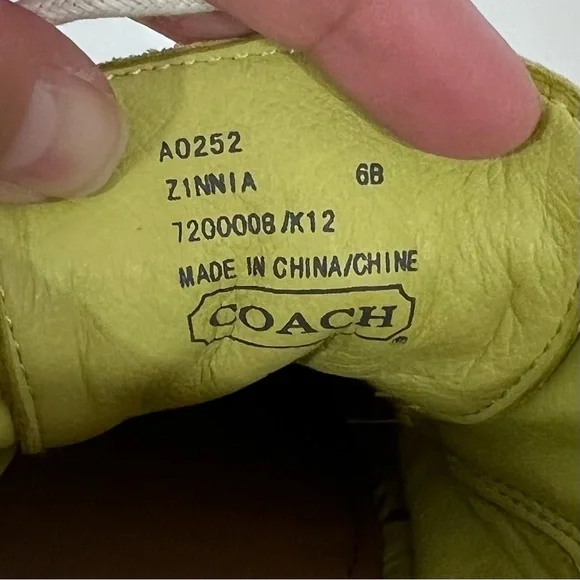 A0252
ZINNIA 6B
7200008/K12
MADE IN CHINA/CHINE
COACH